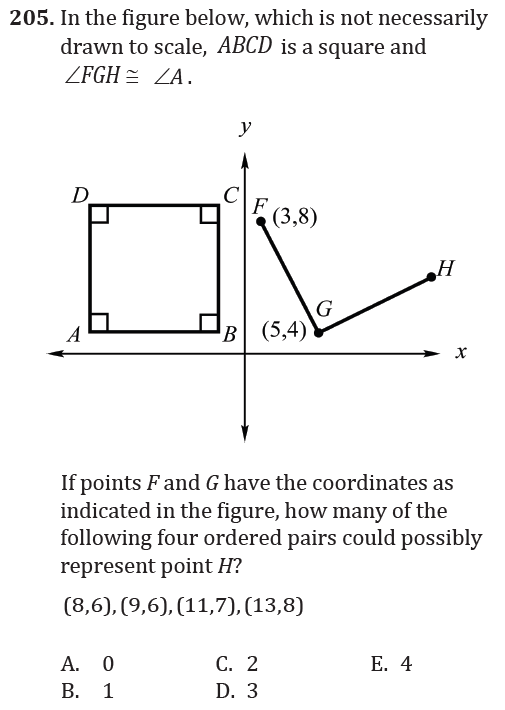 205. In the figure below, which is not necessarily
drawn to scale, ABCD is a square and
∠FGH ≅ ∠A.
y
D
C
F
(3,8)
H
G
A
B
(5,4)
x
If points F and G have the coordinates as
indicated in the figure, how many of the
following four ordered pairs could possibly
represent point H?
(8,6),(9,6),(11,7),(13,8)
A. 0 C. 2 E. 4
B. 1 D. 3